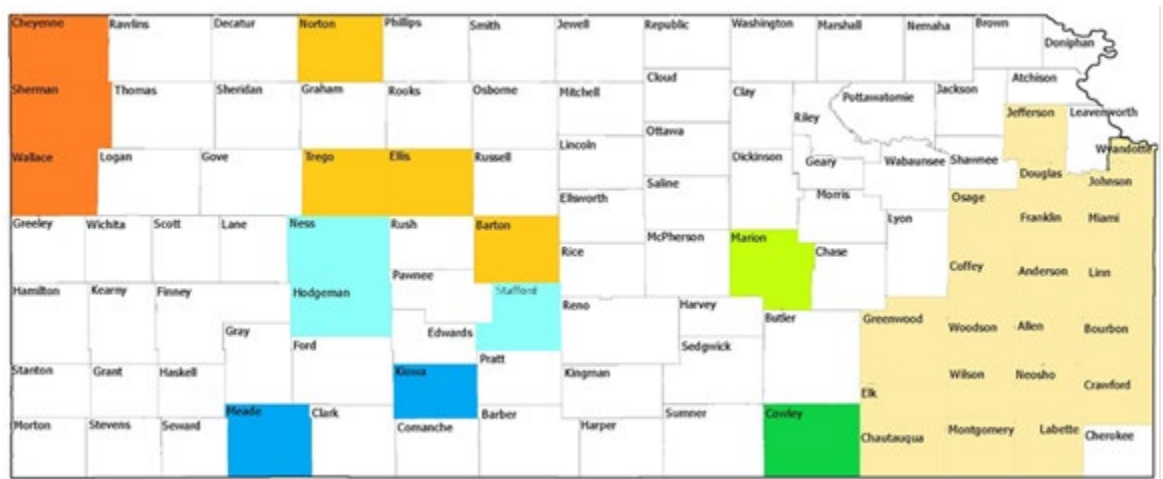 Cheyenne
Rawlins
Decatur
Norton
Phillips
Smith
Jewell
Republic
Washington
Marshall
Nemaha
Brown
Doniphan
Sherman
Thomas
Sheridan
Graham
Rooks
Osborne
Mitchell
Cloud
Clay
Riley
Pottawatomie
Jackson
Atchison
Jefferson
Leavenworth
Wyandotte
Wallace
Logan
Gove
Trego
Ellis
Russell
Lincoln
Ottawa
Dickinson
Geary
Wabaunsee
Shawnee
Douglas
Johnson
Greeley
Wichita
Scott
Lane
Ness
Rush
Barton
Ellsworth
Saline
Morris
Lyon
Osage
Franklin
Miami
Rice
McPherson
Marion
Chase
Coffey
Anderson
Linn
Hamilton
Kearny
Finney
Hodgeman
Pawnee
Stafford
Gray
Ford
Edwards
Reno
Harvey
Butler
Greenwood
Woodson
Allen
Bourbon
Stanton
Grant
Haskell
Kiowa
Pratt
Kingman
Sedgwick
Elk
Wilson
Neosho
Crawford
Morton
Stevens
Seward
Meade
Clark
Comanche
Barber
Harper
Sumner
Cowley
Chautauqua
Montgomery
Labette
Cherokee